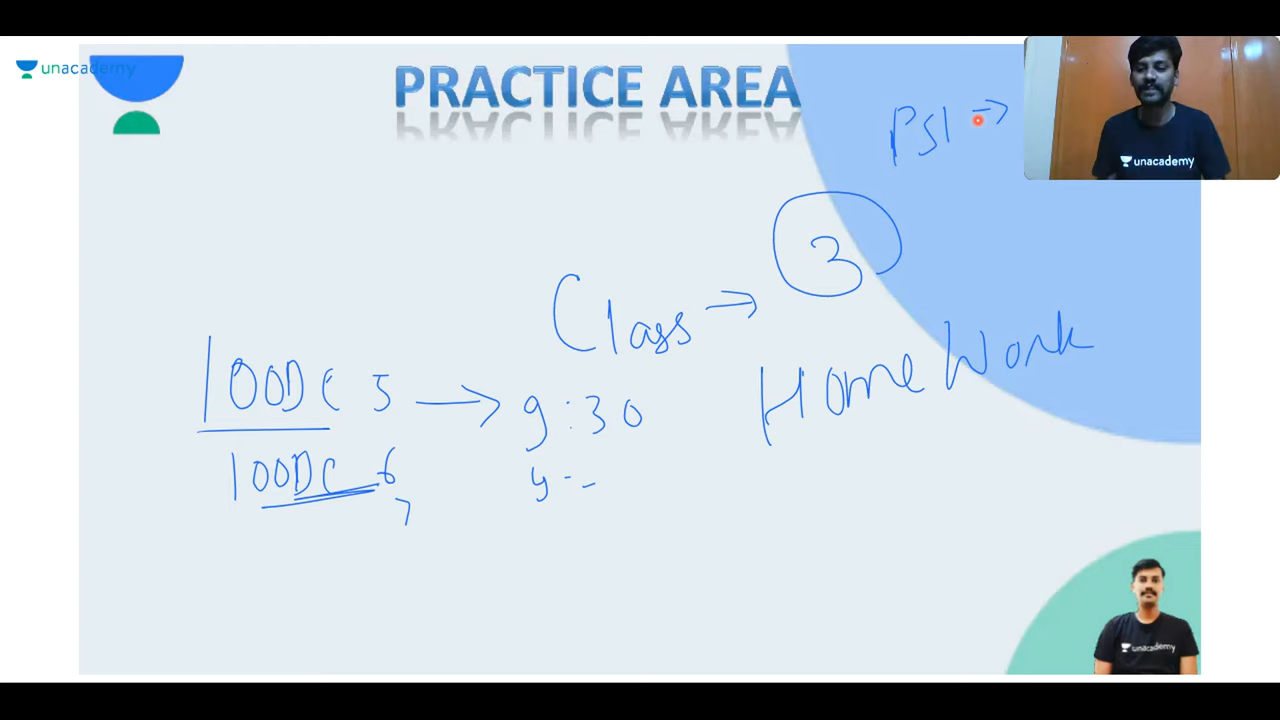 unacademy
PRACTICE AREA
PSI →
unacademy
3
Class →
Home Work
100DC 5 → 9:30
100DC 6
7
unacademy